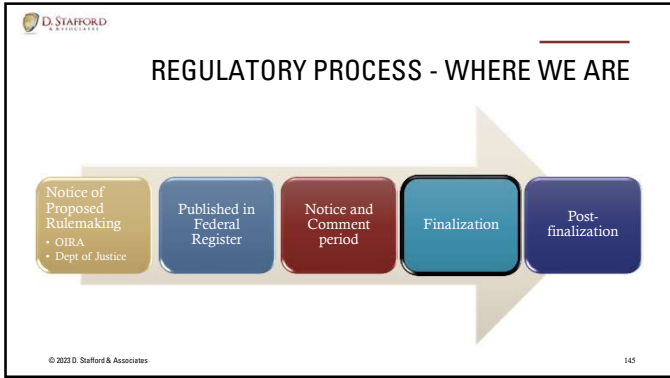 D. STAFFORD
& ASSOCIATES
REGULATORY PROCESS - WHERE WE ARE
Notice of
Proposed
Rulemaking
• OIRA
• Dept of Justice
Published in
Federal
Register
Notice and
Comment
period
Finalization
Post-
finalization
© 2023 D. Stafford & Associates
145